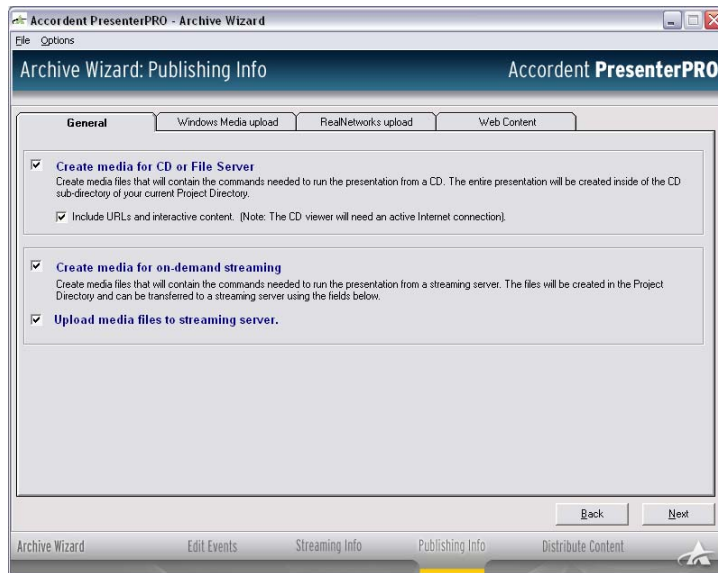 Accordent PresenterPRO - Archive Wizard
File Options
Archive Wizard: Publishing Info
Accordent PresenterPRO
General
Windows Media upload
RealNetworks upload
Web Content
Create media for CD or File Server
Create media files that will contain the commands needed to run the presentation from a CD. The entire presentation will be created inside of the CD
sub-directory of your current Project Directory.
Include URLs and interactive content. (Note: The CD viewer will need an active Internet connection).
Create media for on-demand streaming
Create media files that will contain the commands needed to run the presentation from a streaming server. The files will be created in the Project
Directory and can be transferred to a streaming server using the fields below.
Upload media files to streaming server.
Back
Next
Archive Wizard
Edit Events
Streaming Info
Publishing Info
Distribute Content